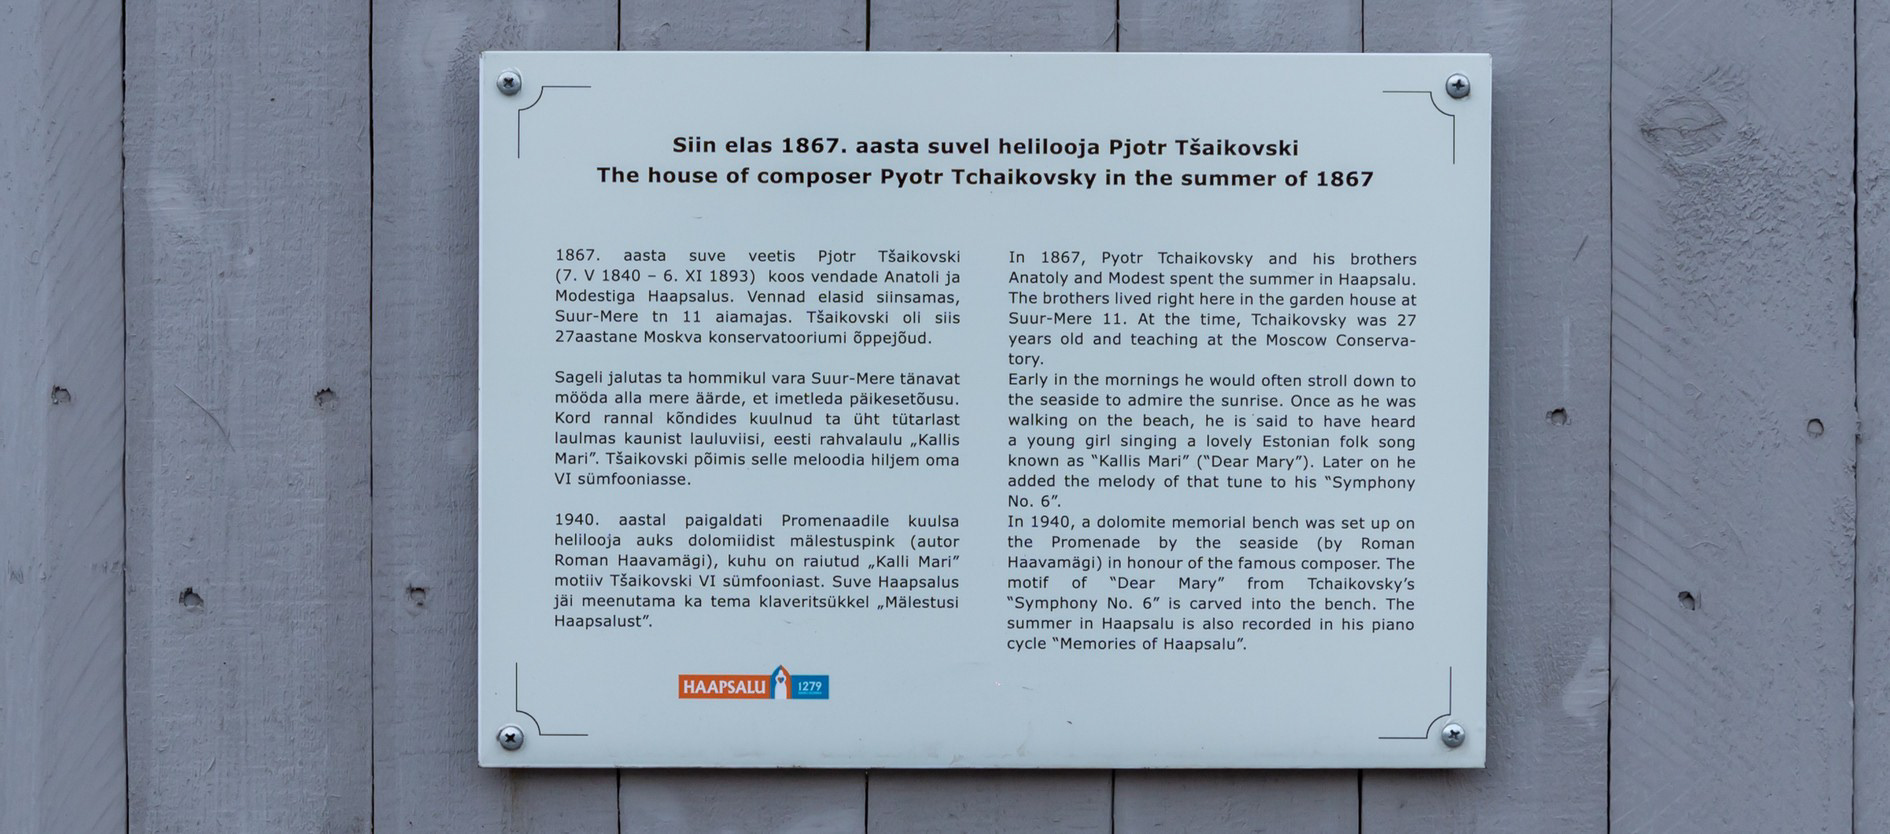 Siin elas 1867. aasta suvel helilooja Pjotr Tšaikovski
The house of composer Pyotr Tchaikovsky in the summer of 1867
1867. aasta suve veetis Pjotr Tšaikovski
(7. V 1840 – 6. XI 1893) koos vendade Anatoli ja
Modestiga Haapsalus. Vennad elasid siinsamas,
Suur-Mere tn 11 aiamajas. Tšaikovski oli siis
27aastane Moskva konservatooriumi õppejõud.
Sageli jalutas ta hommikul vara Suur-Mere tänavat
mööda alla mere äärde, et imetleda päikesetõusu.
Kord rannal kõndides kuulnud ta üht tütarlast
laulmas kaunist lauluviisi, eesti rahvalaulu „Kallis
Mari”. Tšaikovski põimis selle meloodia hiljem oma
VI sümfooniasse.
1940. aastal paigaldati Promenaadile kuulsa
helilooja auks dolomiidist mälestuspink (autor
Roman Haavamägi), kuhu on raiutud „Kalli Mari”
motiiv Tšaikovski VI sümfooniast. Suve Haapsalus
jäi meenutama ka tema klaveritsükkel „Mälestusi
Haapsalust”.
In 1867, Pyotr Tchaikovsky and his brothers
Anatoly and Modest spent the summer in Haapsalu.
The brothers lived right here in the garden house at
Suur-Mere 11. At the time, Tchaikovsky was 27
years old and teaching at the Moscow Conserva-
tory.
Early in the mornings he would often stroll down to
the seaside to admire the sunrise. Once as he was
walking on the beach, he is said to have heard
a young girl singing a lovely Estonian folk song
known as “Kallis Mari” (“Dear Mary”). Later on he
added the melody of that tune to his “Symphony
No. 6”.
In 1940, a dolomite memorial bench was set up on
the Promenade by the seaside (by Roman
Haavamägi) in honour of the famous composer. The
motif of “Dear Mary” from Tchaikovsky’s
“Symphony No. 6” is carved into the bench. The
summer in Haapsalu is also recorded in his piano
cycle “Memories of Haapsalu”.
HAAPSALU 1279